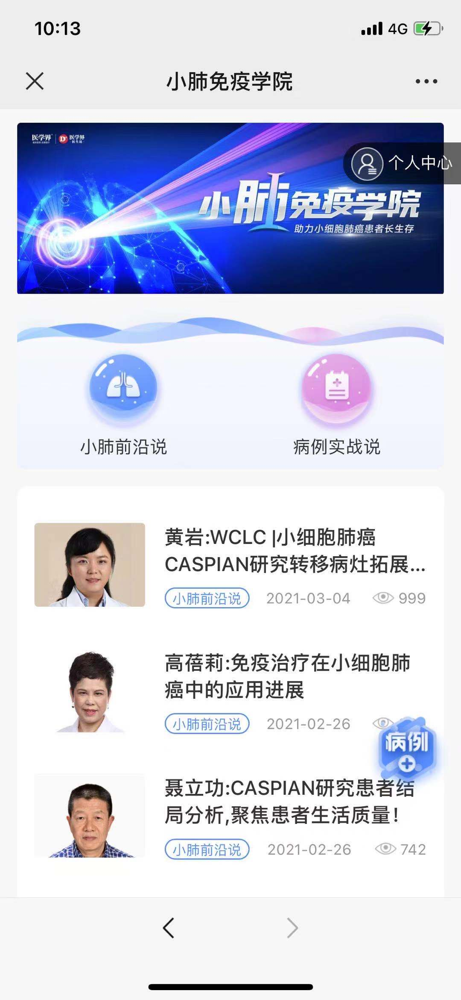 10:13
4G
小肺免疫学院
医学界
医学界
医生站
个人中心
小肺免疫学院
助力小细胞肺癌患者长生存
小肺前沿说
病例实战说
黄岩:WCLC |小细胞肺癌
CASPIAN研究转移病灶拓展...
小肺前沿说 2021-03-04 999
高蓓莉:免疫治疗在小细胞肺
癌中的应用进展
小肺前沿说 2021-02-26
病例
聂立功:CASPIAN研究患者结
局分析,聚焦患者生活质量！
小肺前沿说 2021-02-26 742